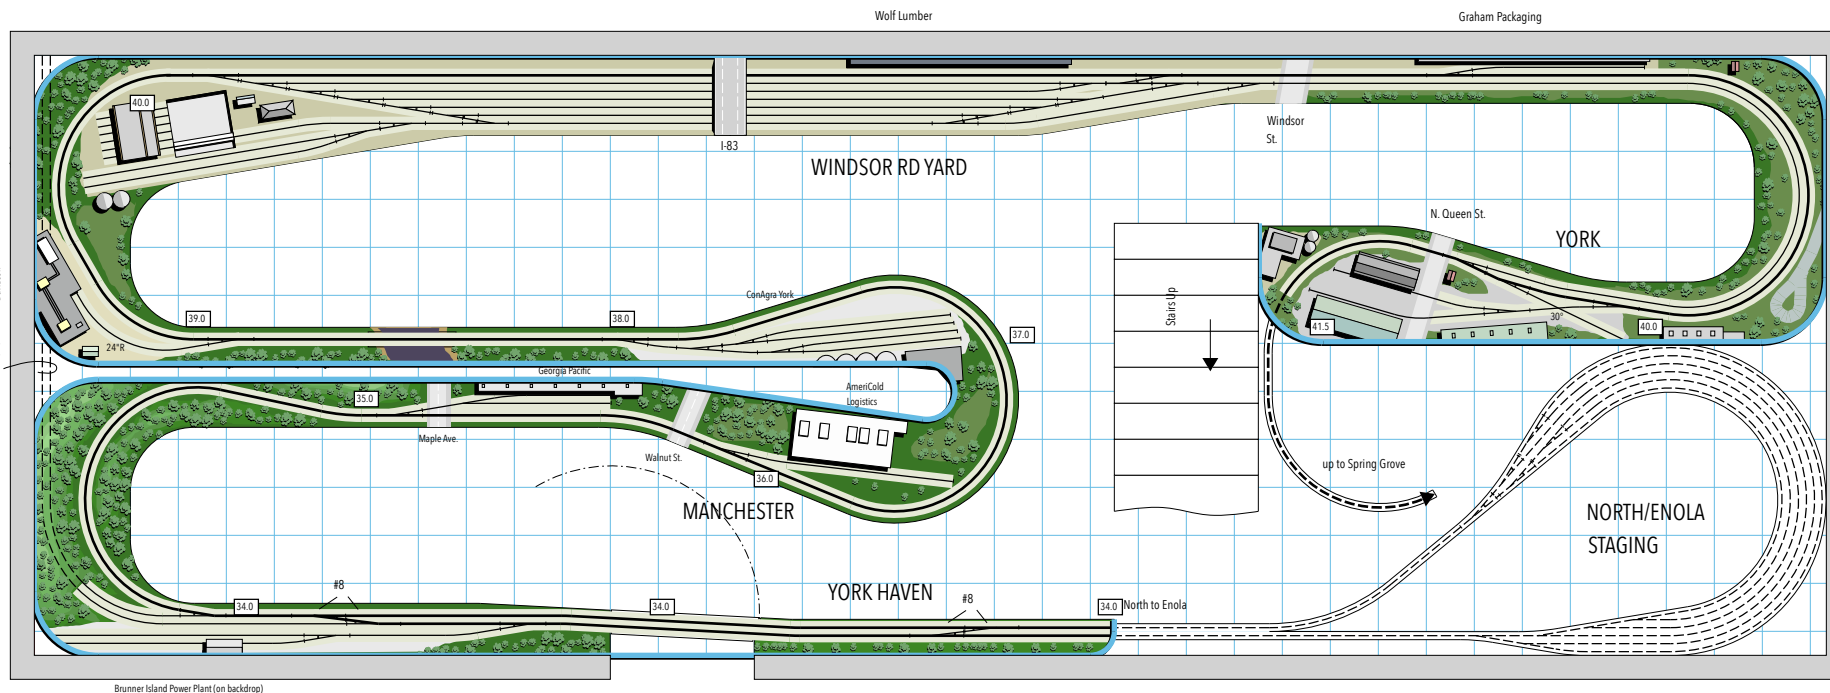 Wolf Lumber
Graham Packaging
40.0
I-83
Windsor
St.
WINDSOR RD YARD
N. Queen St.
YORK
ConAgra York
Stairs Up
39.0
38.0
37.0
41.5
30°
40.0
24"R
Georgia Pacific
AmeriCold
Logistics
35.0
Maple Ave.
Walnut St.
36.0
up to Spring Grove
MANCHESTER
NORTH/ENOLA
STAGING
#8
YORK HAVEN
#8
34.0
34.0
34.0
North to Enola
Brunner Island Power Plant (on backdrop)